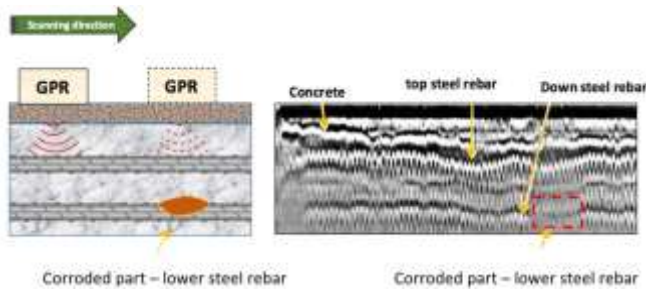 Scanning direction
GPR
GPR
Concrete
top steel rebar
Down steel rebar
Corroded part – lower steel rebar
Corroded part – lower steel rebar